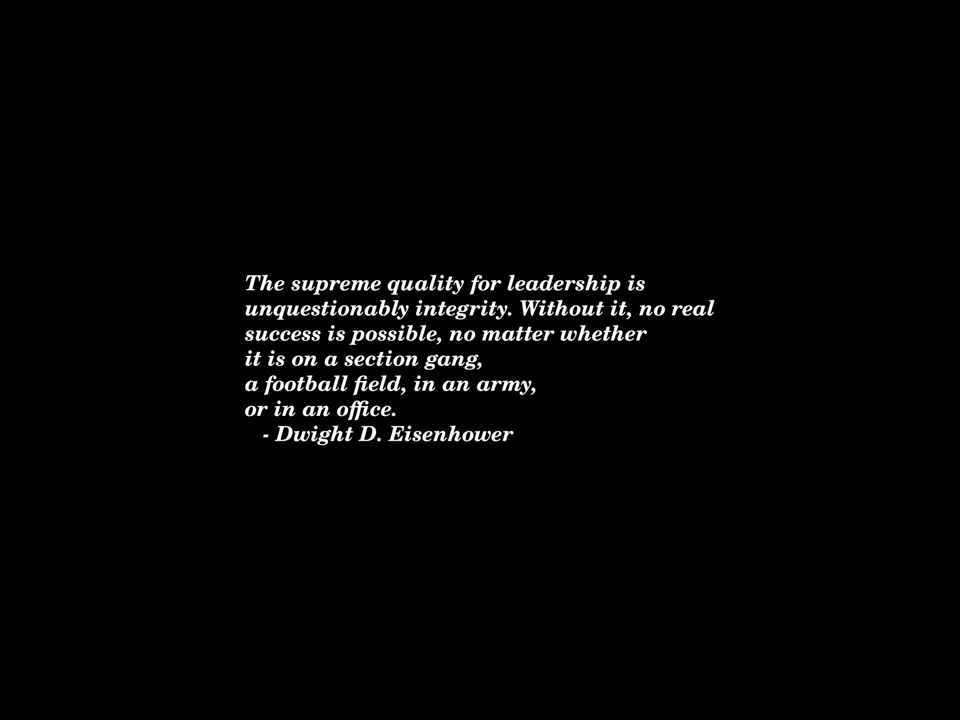 The supreme quality for leadership is
unquestionably integrity. Without it, no real
success is possible, no matter whether
it is on a section gang,
a football field, in an army,
or in an office.
- Dwight D. Eisenhower